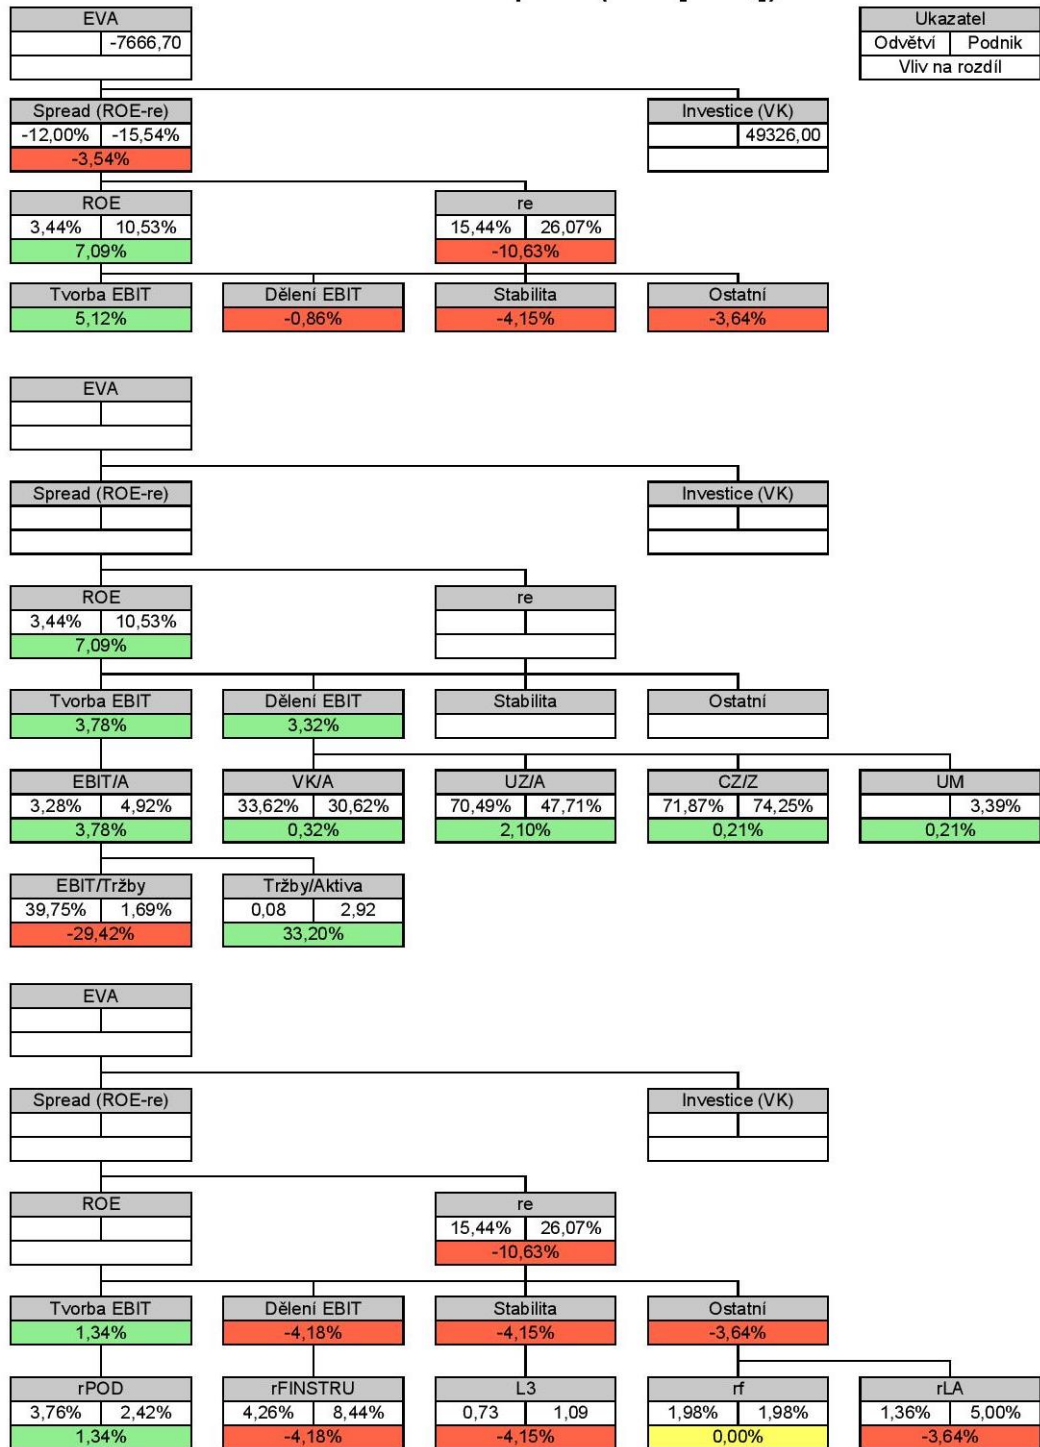 EVA Ukazatel
-7666,70 Odvětví Podnik
Vliv na rozdíl
Spread (ROE-re) Investice (VK)
-12,00% -15,54% 49326,00
-3,54%
ROE re
3,44% 10,53% 15,44% 26,07%
7,09% -10,63%
Tvorba EBIT Dělení EBIT Stabilita Ostatní
5,12% -0,86% -4,15% -3,64%
EVA
Spread (ROE-re) Investice (VK)
ROE re
3,44% 10,53%
7,09%
Tvorba EBIT Dělení EBIT Stabilita Ostatní
3,78% 3,32%
EBIT/A VK/A UZ/A CZ/Z UM
3,28% 4,92% 33,62% 30,62% 70,49% 47,71% 71,87% 74,25% 3,39%
3,78% 0,32% 2,10% 0,21% 0,21%
EBIT/Tržby Tržby/Aktiva
39,75% 1,69% 0,08 2,92
-29,42% 33,20%
EVA
Spread (ROE-re) Investice (VK)
ROE re
15,44% 26,07%
-10,63%
Tvorba EBIT Dělení EBIT Stabilita Ostatní
1,34% -4,18% -4,15% -3,64%
rPOD rFINSTRU L3 rf rLA
3,76% 2,42% 4,26% 8,44% 0,73 1,09 1,98% 1,98% 1,36% 5,00%
1,34% -4,18% -4,15% 0,00% -3,64%